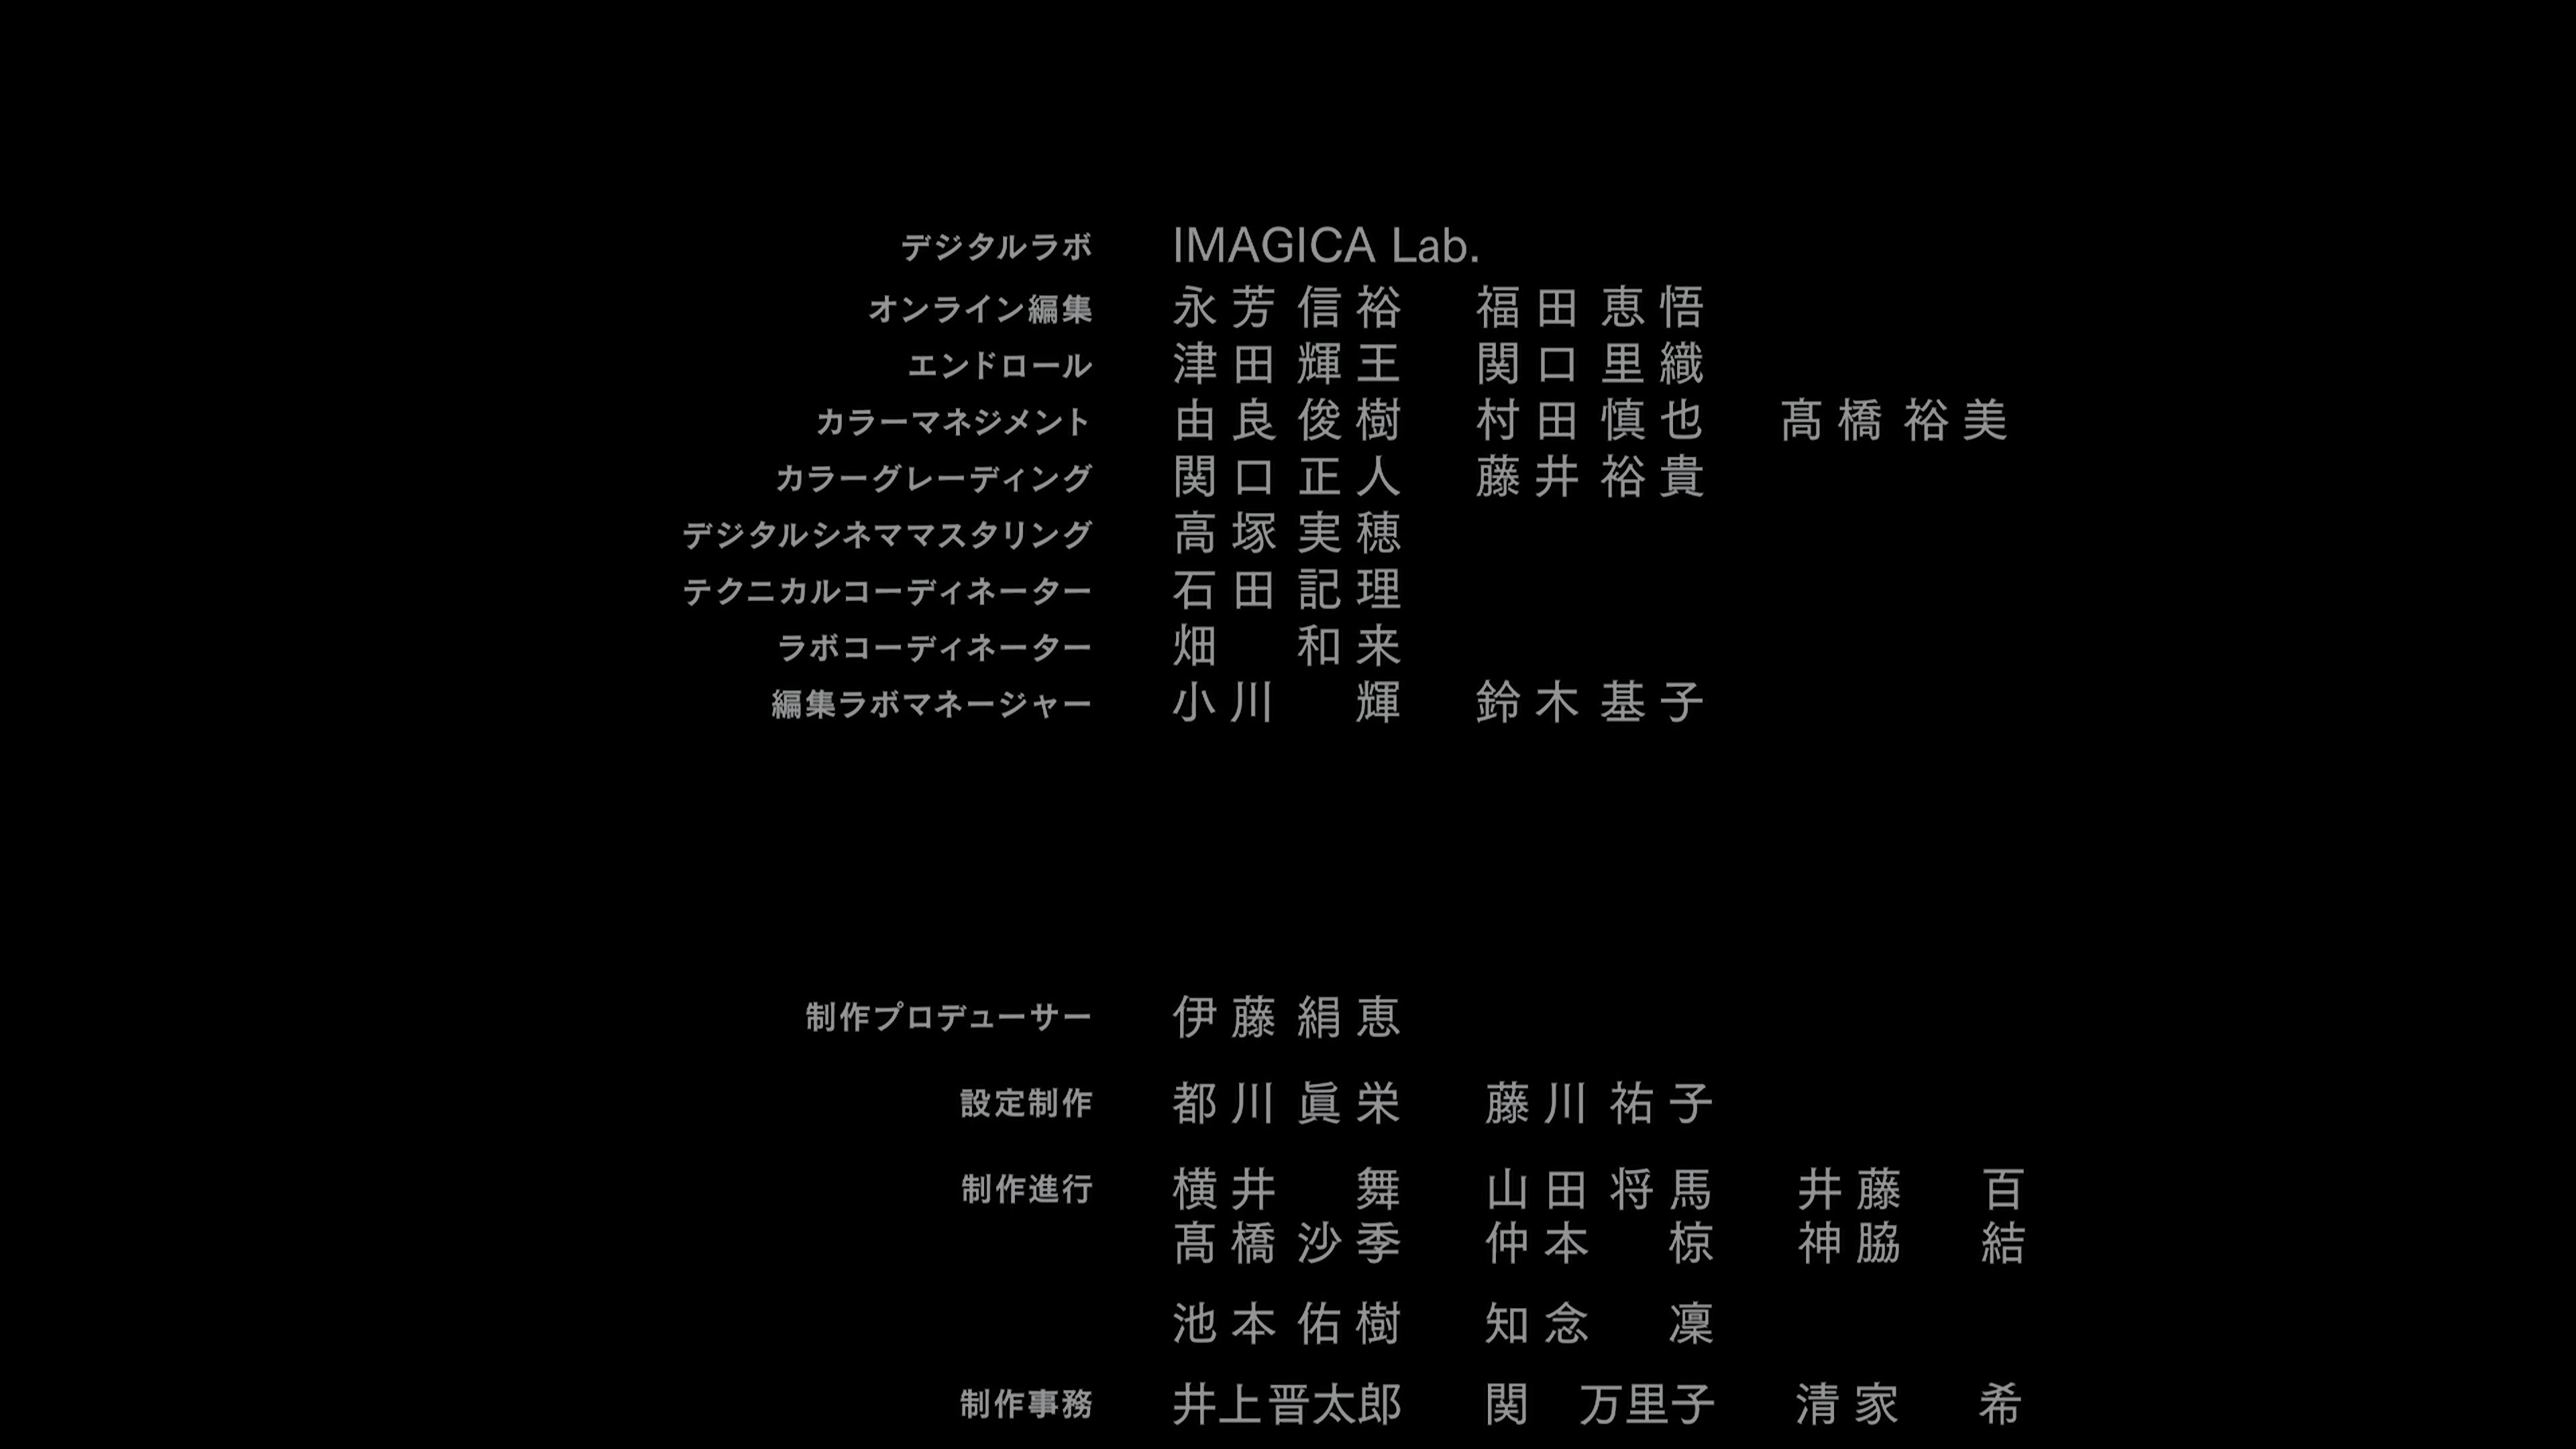 デジタルラボ IMAGICA Lab.
オンライン編集 永芳信裕 福田恵悟
エンドロール 津田輝王 関口里織
カラーマネジメント 由良俊樹 村田慎也 髙橋裕美
カラーグレーディング 関口正人 藤井裕貴
デジタルシネママスタリング 高塚実穂
テクニカルコーディネーター 石田記理
ラボコーディネーター 畑 和来
編集ラボマネージャー 小川 輝 鈴木基子
制作プロデューサー 伊藤絹恵
設定制作 都川眞栄 藤川祐子
制作進行 横井 舞 山田将馬 井藤 百
髙橋沙季 仲本 椋 神脇 結
池本佑樹 知念 凜
制作事務 井上晋太郎 関 万里子 清家 希